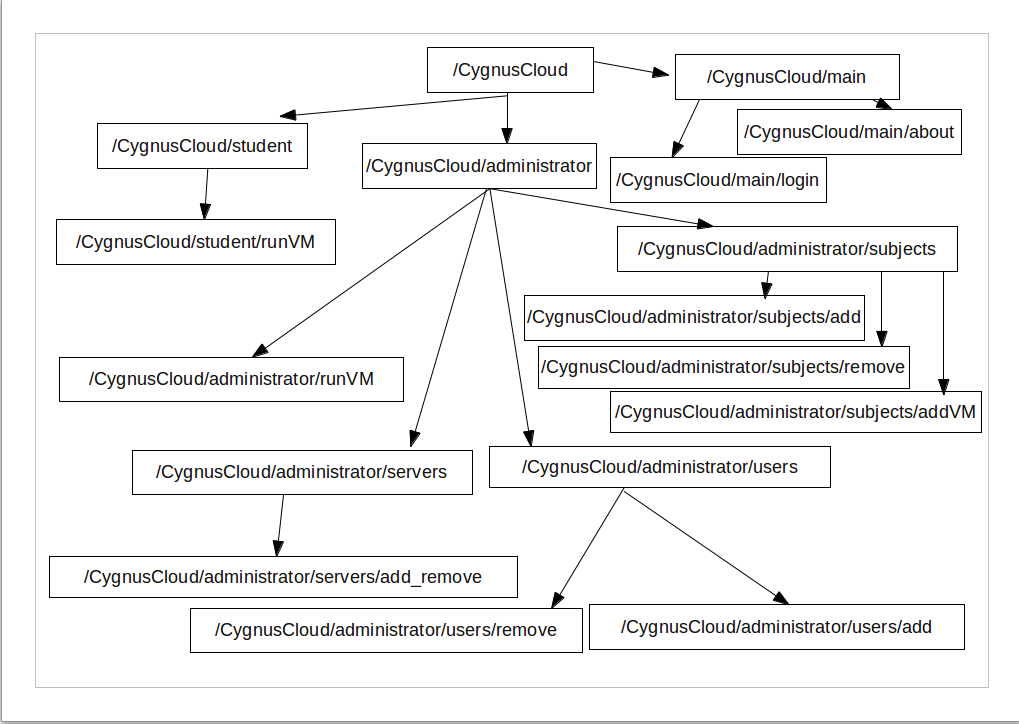 /CygnusCloud
/CygnusCloud/main
/CygnusCloud/main/about
/CygnusCloud/student
/CygnusCloud/administrator
/CygnusCloud/main/login
/CygnusCloud/student/runVM
/CygnusCloud/administrator/subjects
/CygnusCloud/administrator/subjects/add
/CygnusCloud/administrator/subjects/remove
/CygnusCloud/administrator/runVM
/CygnusCloud/administrator/subjects/addVM
/CygnusCloud/administrator/servers
/CygnusCloud/administrator/users
/CygnusCloud/administrator/servers/add_remove
/CygnusCloud/administrator/users/remove
/CygnusCloud/administrator/users/add